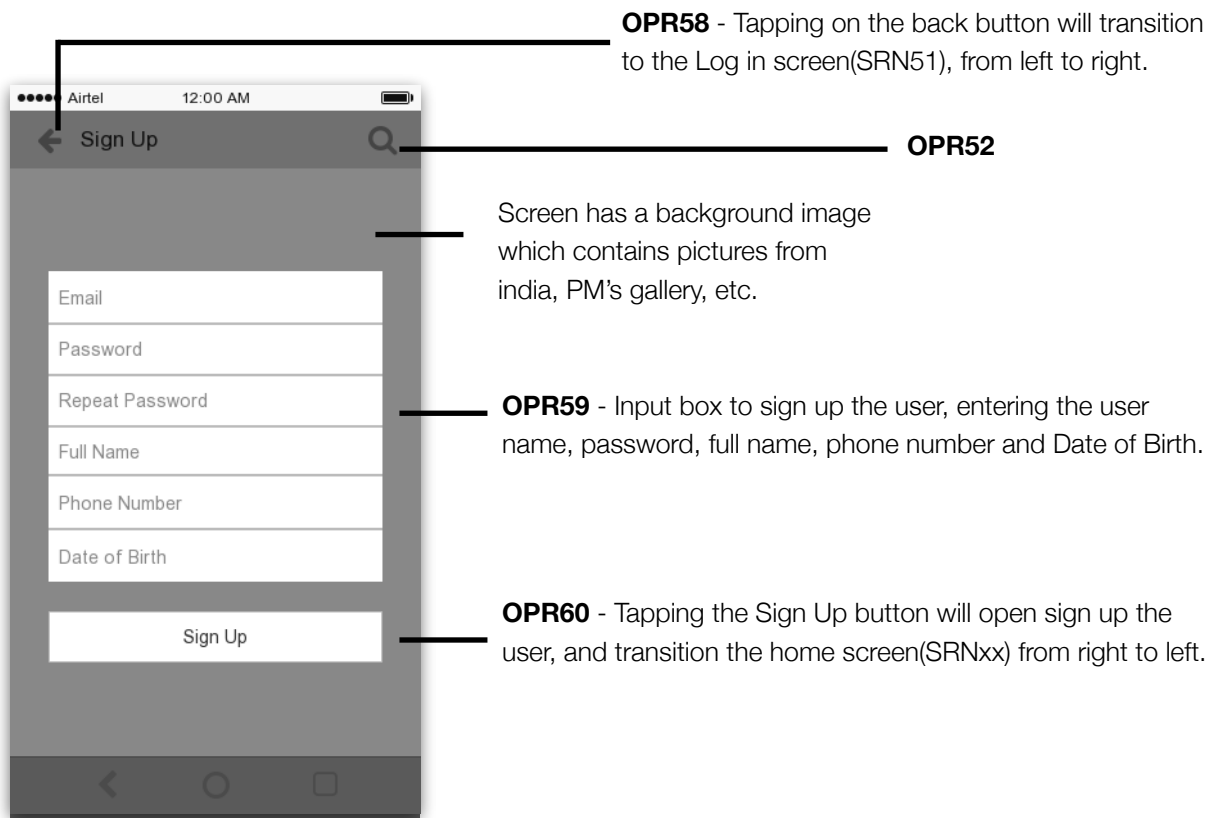 OPR58 - Tapping on the back button will transition
to the Log in screen(SRN51), from left to right.
Airtel 12:00 AM
Sign Up
OPR52
Screen has a background image
which contains pictures from
india, PM’s gallery, etc.
Email
Password
Repeat Password
Full Name
Phone Number
Date of Birth
OPR59 - Input box to sign up the user, entering the user
name, password, full name, phone number and Date of Birth.
Sign Up
OPR60 - Tapping the Sign Up button will open sign up the
user, and transition the home screen(SRNxx) from right to left.